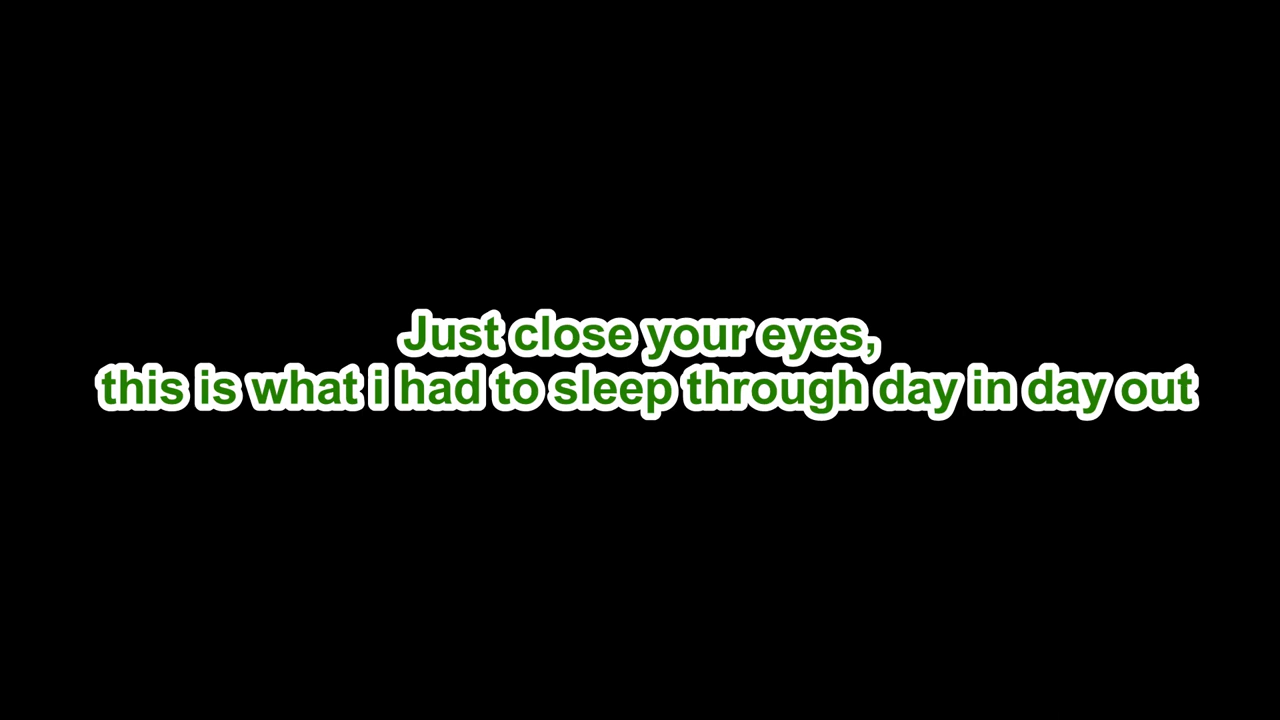 Just close your eyes,
this is what i had to sleep through day in day out